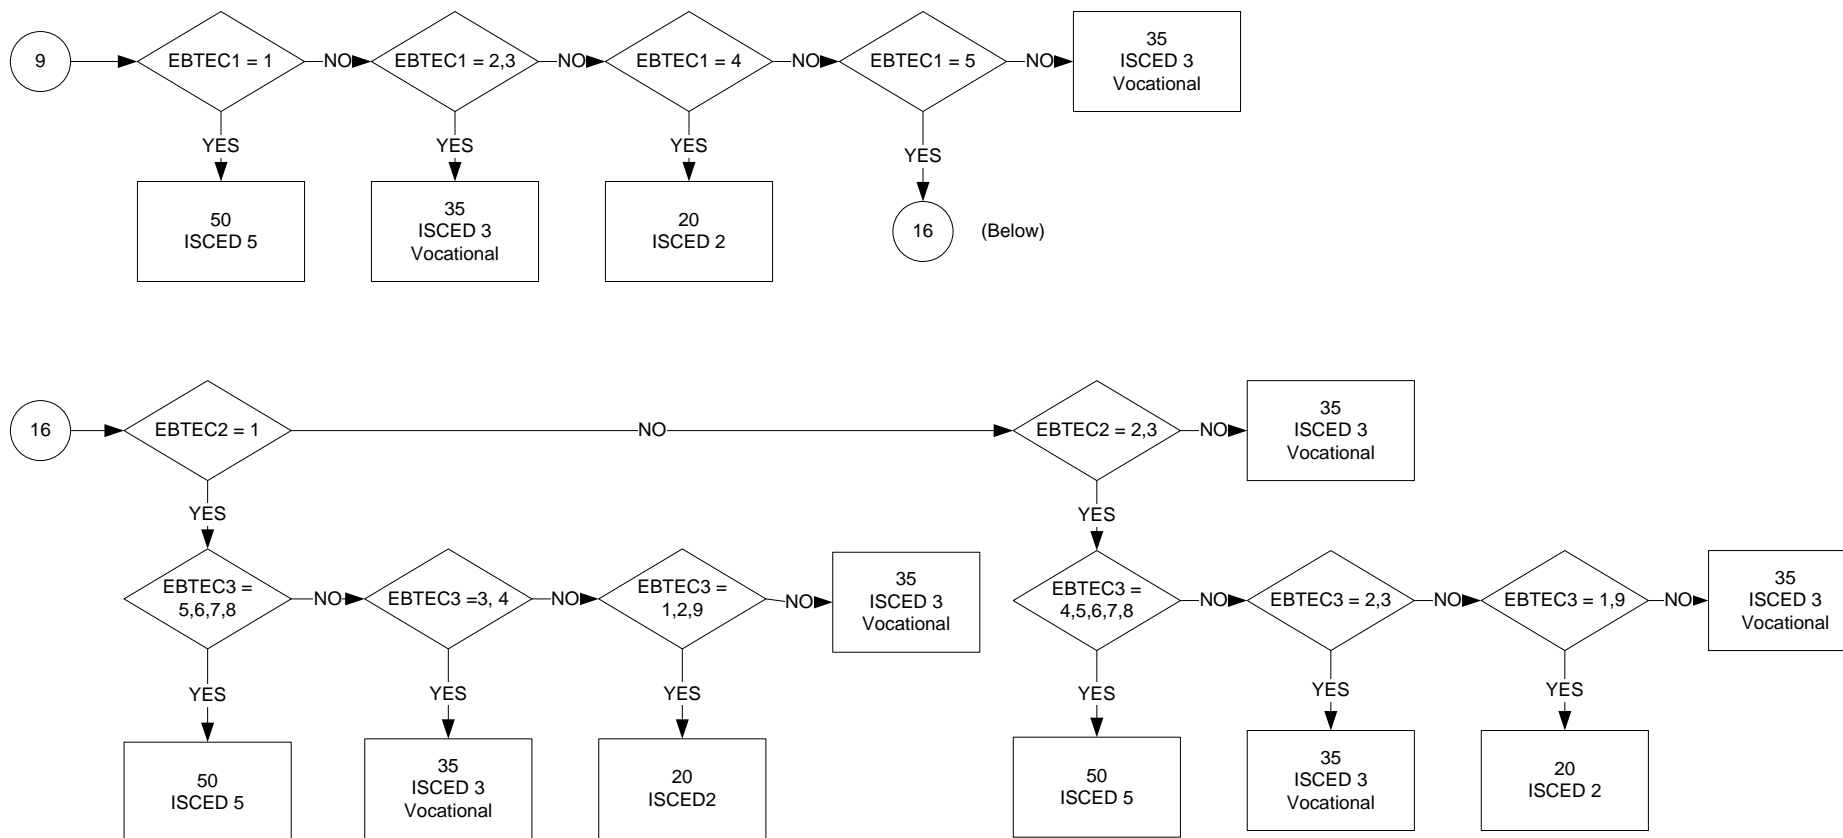 9
EBTEC1 = 1
NO
EBTEC1 = 2,3
NO
EBTEC1 = 4
NO
EBTEC1 = 5
NO
35
ISCED 3
Vocational
YES
YES
YES
YES
50
ISCED 5
35
ISCED 3
Vocational
20
ISCED 2
16
(Below)
16
EBTEC2 = 1
NO
EBTEC2 = 2,3
NO
35
ISCED 3
Vocational
YES
YES
EBTEC3 =
5,6,7,8
NO
EBTEC3 =3, 4
NO
EBTEC3 =
1,2,9
NO
35
ISCED 3
Vocational
EBTEC3 =
4,5,6,7,8
NO
EBTEC3 = 2,3
NO
EBTEC3 = 1,9
NO
35
ISCED 3
Vocational
YES
YES
YES
YES
YES
YES
50
ISCED 5
35
ISCED 3
Vocational
20
ISCED2
50
ISCED 5
35
ISCED 3
Vocational
20
ISCED 2